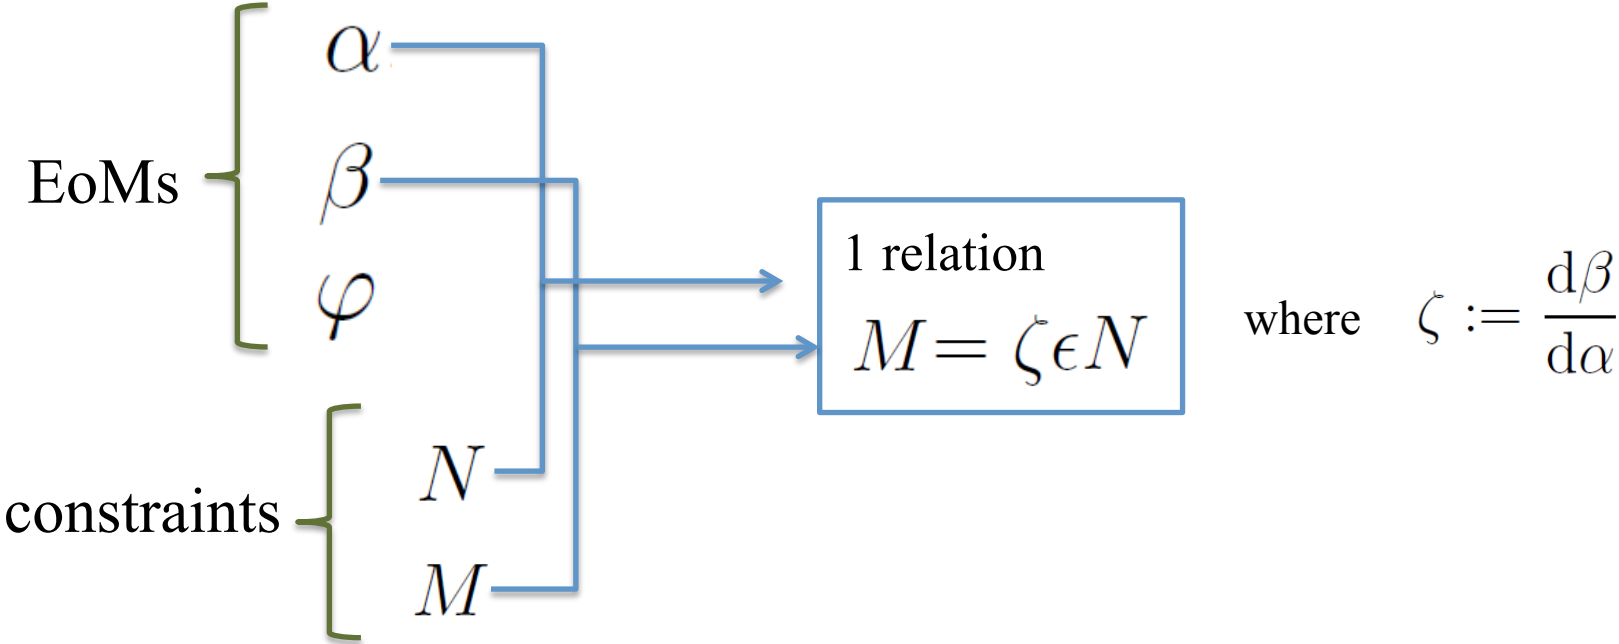 EoMs
α
β
φ
constraints
N
M
1 relation
M = ζϵN
where ζ := dβ/dα